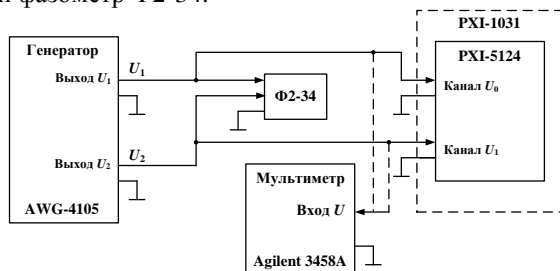 фазометр Ф2-34.
Генератор
Выход U1
U1
Выход U2
U2
AWG-4105
Ф2-34
Мультиметр
Вход U
Agilent 3458A
PXI-1031
PXI-5124
Канал U0
Канал U1